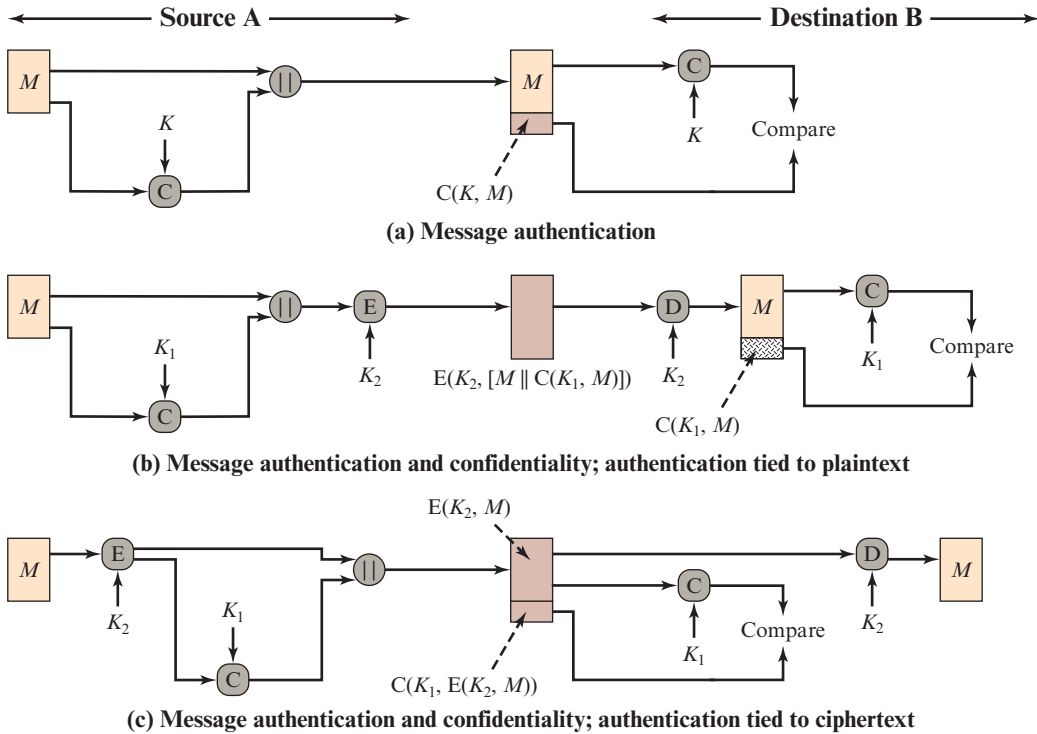 Source A
Destination B
M
K
C
||
M
C
K
Compare
C(K, M)
(a) Message authentication
M
K₁
C
||
E
K₂
E(K₂, [M || C(K₁, M)])
D
K₂
M
C
K₁
Compare
C(K₁, M)
(b) Message authentication and confidentiality; authentication tied to plaintext
M
E
K₂
K₁
C
||
E(K₂, M)
C
K₁
Compare
D
K₂
M
C(K₁, E(K₂, M))
(c) Message authentication and confidentiality; authentication tied to ciphertext